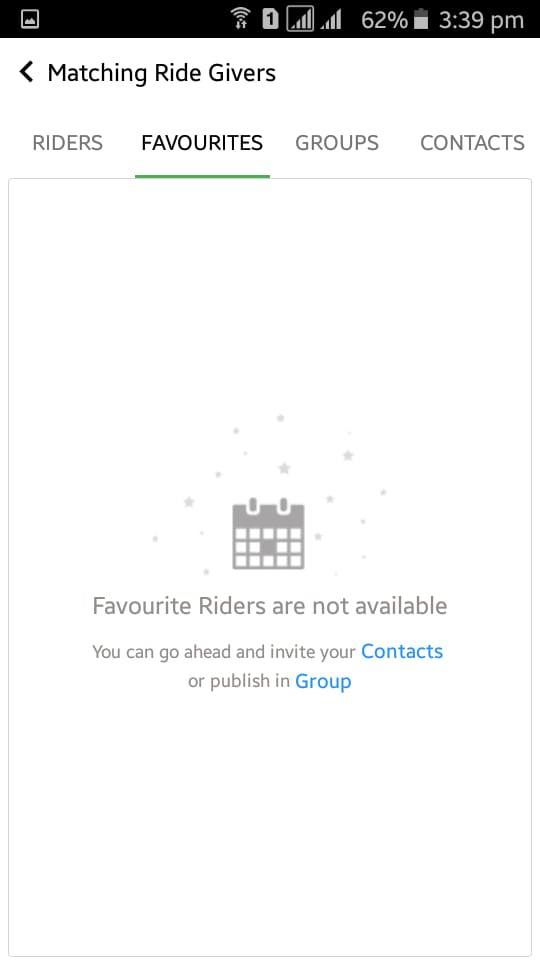 1 62% 3:39 pm
Matching Ride Givers
RIDERS FAVOURITES GROUPS CONTACTS
Favourite Riders are not available
You can go ahead and invite your Contacts
or publish in Group